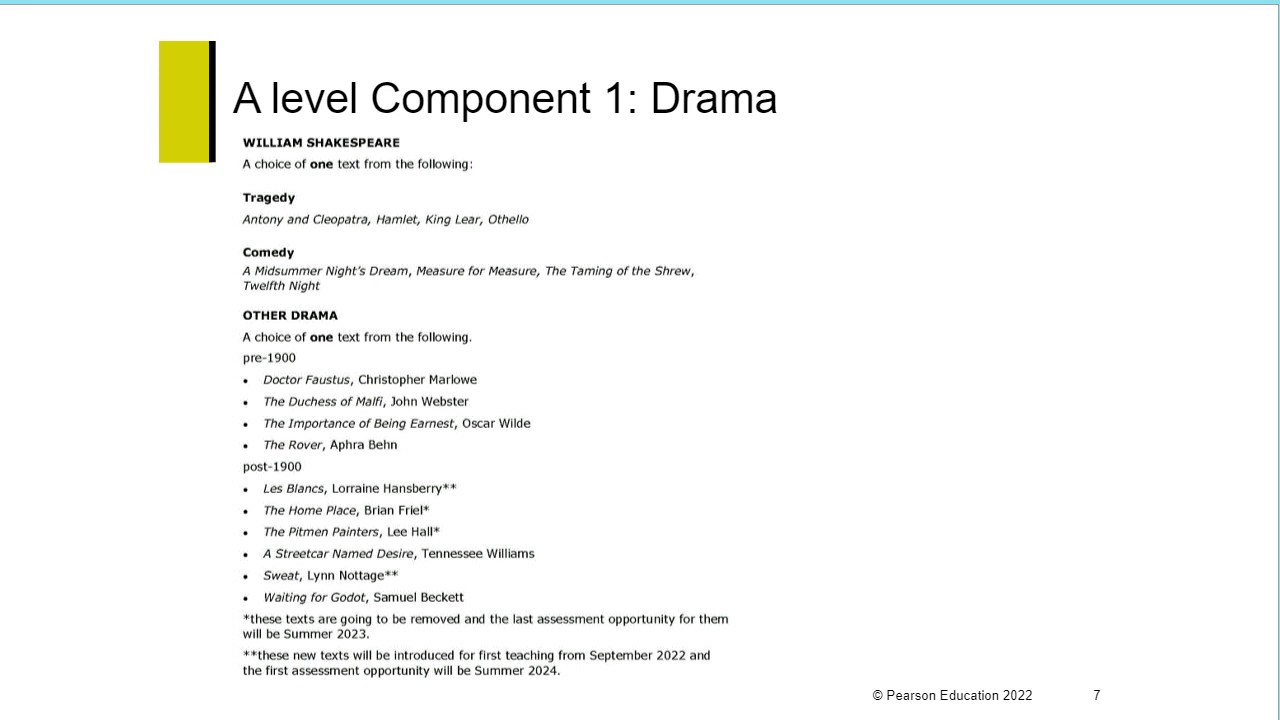 A level Component 1: Drama
WILLIAM SHAKESPEARE
A choice of one text from the following:
Tragedy
Antony and Cleopatra, Hamlet, King Lear, Othello
Comedy
A Midsummer Night's Dream, Measure for Measure, The Taming of the Shrew,
Twelfth Night
OTHER DRAMA
A choice of one text from the following.
pre-1900
• Doctor Faustus, Christopher Marlowe
• The Duchess of Malfi, John Webster
• The Importance of Being Earnest, Oscar Wilde
• The Rover, Aphra Behn
post-1900
• Les Blancs, Lorraine Hansberry**
• The Home Place, Brian Friel*
• The Pitmen Painters, Lee Hall*
• A Streetcar Named Desire, Tennessee Williams
• Sweat, Lynn Nottage**
• Waiting for Godot, Samuel Beckett
*these texts are going to be removed and the last assessment opportunity for them
will be Summer 2023.
**these new texts will be introduced for first teaching from September 2022 and
the first assessment opportunity will be Summer 2024.
© Pearson Education 2022 7